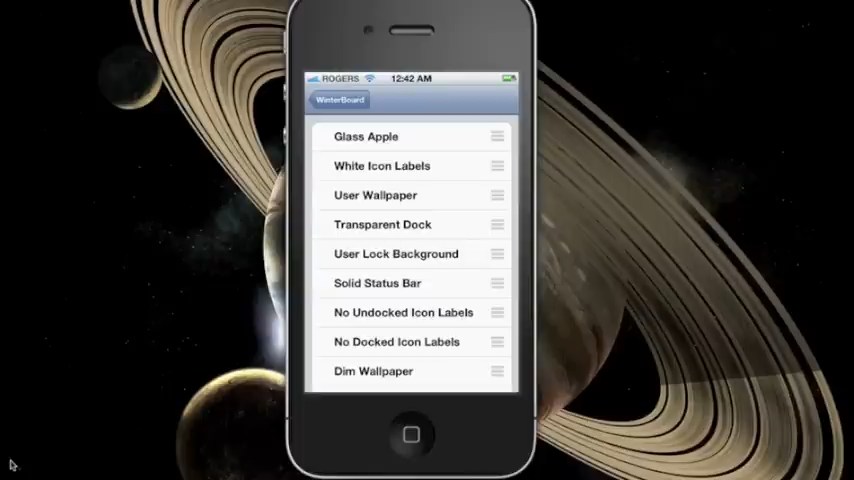 ROGERS 12:42 AM
WinterBoard
Glass Apple
White Icon Labels
User Wallpaper
Transparent Dock
User Lock Background
Solid Status Bar
No Undocked Icon Labels
No Docked Icon Labels
Dim Wallpaper